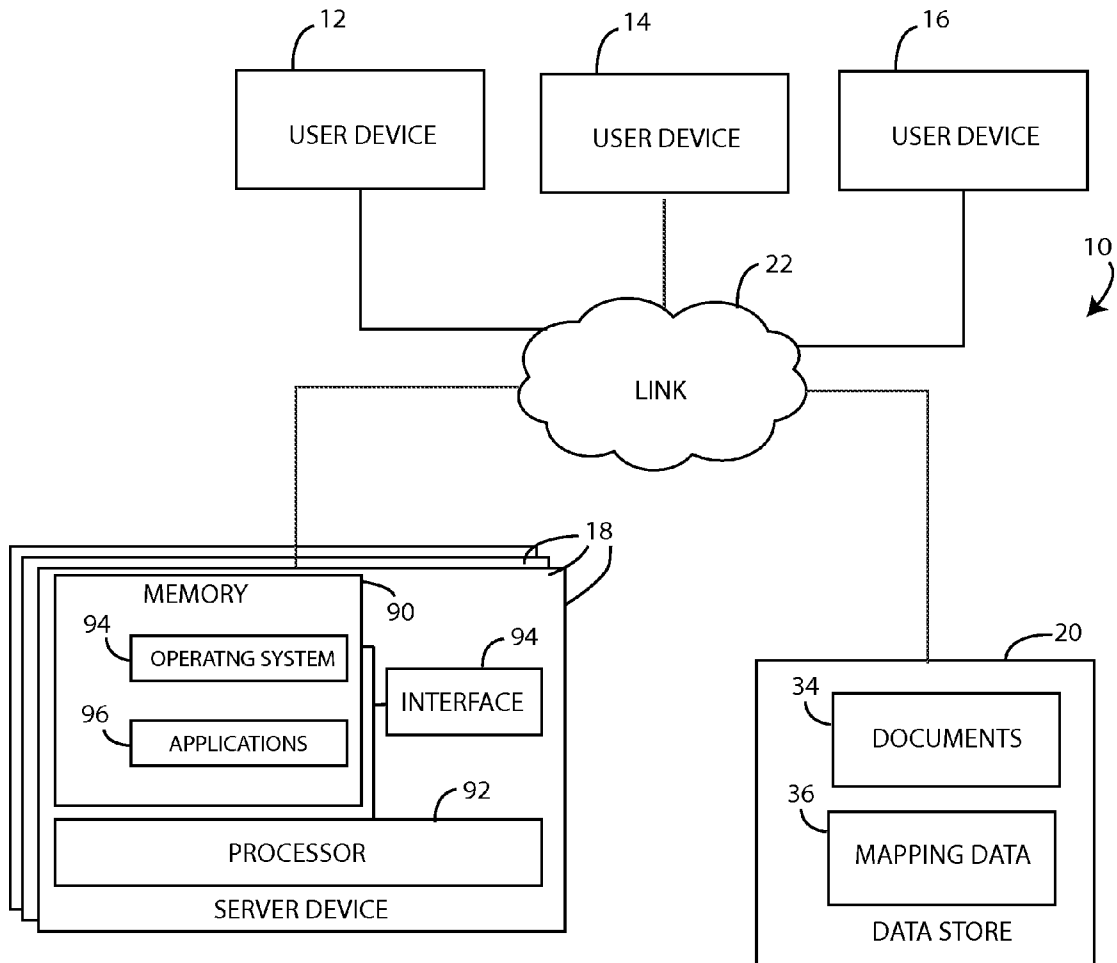 12
14
16
USER DEVICE
USER DEVICE
USER DEVICE
10
22
LINK
18
MEMORY
90
94
OPERATNG SYSTEM
94
INTERFACE
96
APPLICATIONS
92
PROCESSOR
SERVER DEVICE
20
34
DOCUMENTS
36
MAPPING DATA
DATA STORE